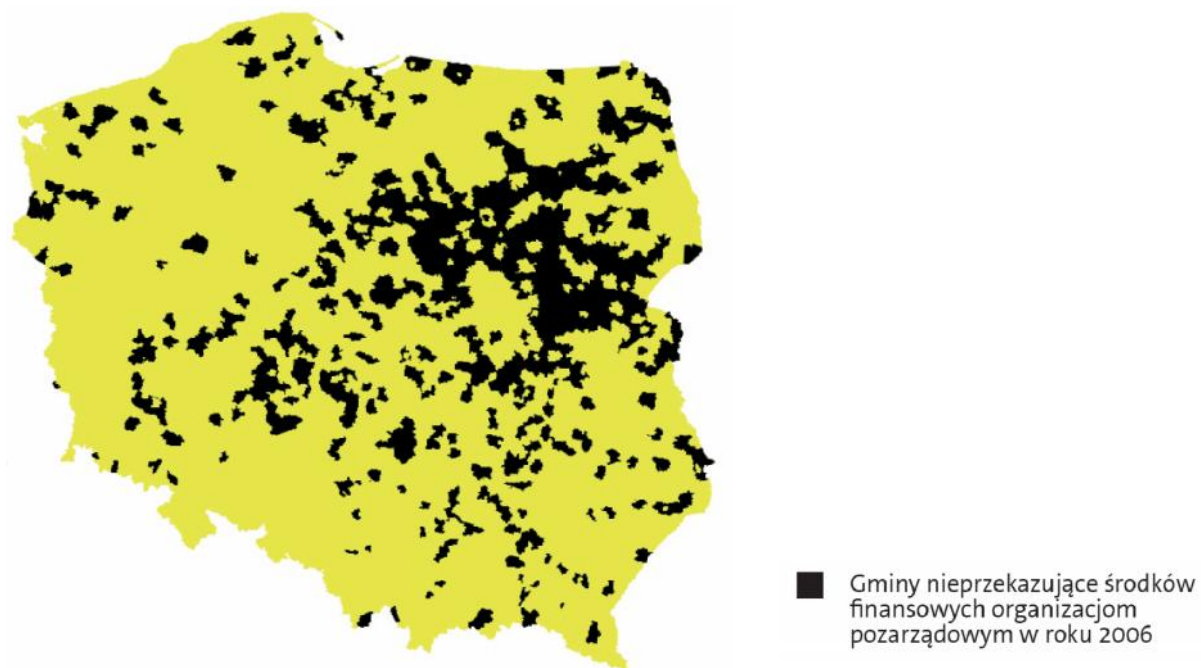 Gminy nieprzekazujące środków
finansowych organizacjom
pozarządowym w roku 2006